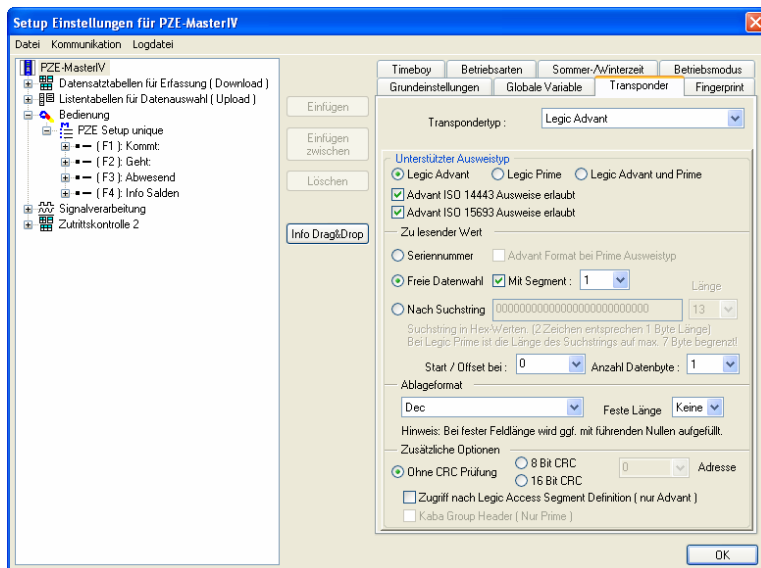 Setup Einstellungen für PZE-MasterIV
Datei Kommunikation Logdatei
PZE-MasterIV
Datensatztabellen für Erfassung ( Download )
Listentabellen für Datenauswahl ( Upload )
Bedienung
PZE Setup unique
( F1 ): Kommt:
( F2 ): Geht:
( F3 ): Abwesend
( F4 ): Info Salden
Signalverarbeitung
Zutrittskontrolle 2
Einfügen
Einfügen
zwischen
Löschen
Info Drag&Drop
Timeboy Betriebsarten Sommer-/Winterzeit Betriebsmodus
Grundeinstellungen Globale Variable Transponder Fingerprint
Transpondertyp : Legic Advant
Unterstützter Ausweistyp
Legic Advant Legic Prime Legic Advant und Prime
Advant ISO 14443 Ausweise erlaubt
Advant ISO 15693 Ausweise erlaubt
Zu lesender Wert
Seriennummer Advant Format bei Prime Ausweistyp
Freie Datenwahl Mit Segment : 1 Länge
Nach Suchstring 00000000000000000000000000 13
Suchstring in Hex-Werten. (2 Zeichen entsprechen 1 Byte Länge)
Bei Legic Prime ist die Länge des Suchstrings auf max. 7 Byte begrenzt!
Start / Offset bei : 0 Anzahl Datenbyte : 1
Ablageformat
Dec Feste Länge Keine
Hinweis: Bei fester Feldlänge wird ggf. mit führenden Nullen aufgefüllt.
Zusätzliche Optionen
Ohne CRC Prüfung 8 Bit CRC 0 Adresse
16 Bit CRC
Zugriff nach Legic Access Segment Definition ( nur Advant )
Kaba Group Header ( Nur Prime )
OK